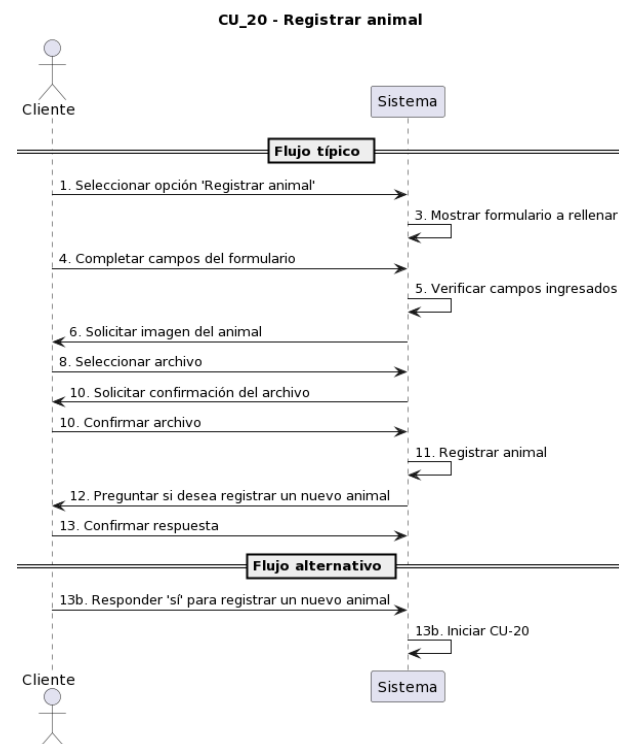 CU_20 - Registrar animal
Cliente
Sistema
Flujo típico
1. Seleccionar opción 'Registrar animal'
3. Mostrar formulario a rellenar
4. Completar campos del formulario
5. Verificar campos ingresados
6. Solicitar imagen del animal
8. Seleccionar archivo
10. Solicitar confirmación del archivo
10. Confirmar archivo
11. Registrar animal
12. Preguntar si desea registrar un nuevo animal
13. Confirmar respuesta
Flujo alternativo
13b. Responder 'sí' para registrar un nuevo animal
13b. Iniciar CU-20
Cliente
Sistema